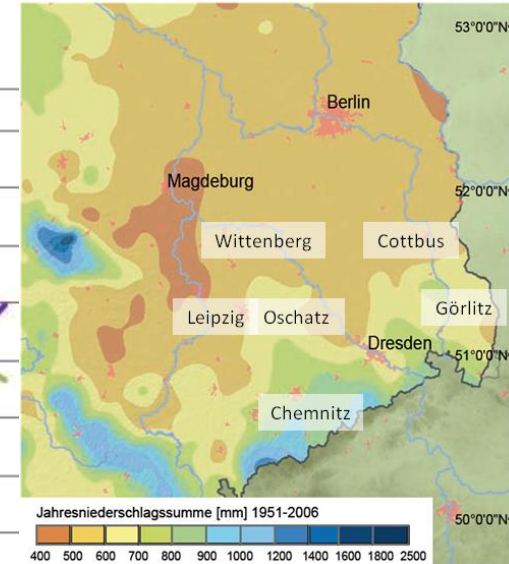 53°0'0"N
Berlin
Magdeburg
52°0'0"N
Wittenberg
Cottbus
Leipzig
Oschatz
Görlitz
Dresden
51°0'0"N
Chemnitz
Jahresniederschlagssumme [mm] 1951-2006
50°0'0"N
400 500 600 700 800 900 1000 1200 1400 1600 1800 2500